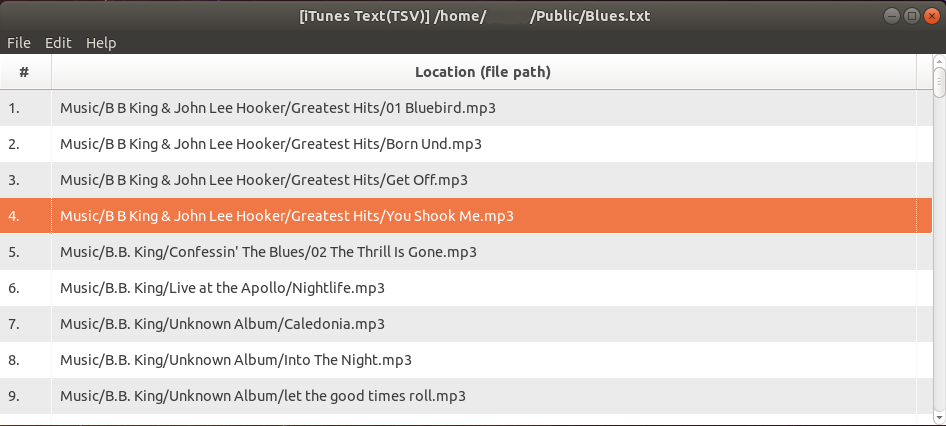 [iTunes Text(TSV)] /home/ /Public/Blues.txt
File Edit Help
# Location (file path)
1. Music/B B King & John Lee Hooker/Greatest Hits/01 Bluebird.mp3
2. Music/B B King & John Lee Hooker/Greatest Hits/Born Und.mp3
3. Music/B B King & John Lee Hooker/Greatest Hits/Get Off.mp3
4. Music/B B King & John Lee Hooker/Greatest Hits/You Shook Me.mp3
5. Music/B.B. King/Confessin' The Blues/02 The Thrill Is Gone.mp3
6. Music/B.B. King/Live at the Apollo/Nightlife.mp3
7. Music/B.B. King/Unknown Album/Caledonia.mp3
8. Music/B.B. King/Unknown Album/Into The Night.mp3
9. Music/B.B. King/Unknown Album/let the good times roll.mp3